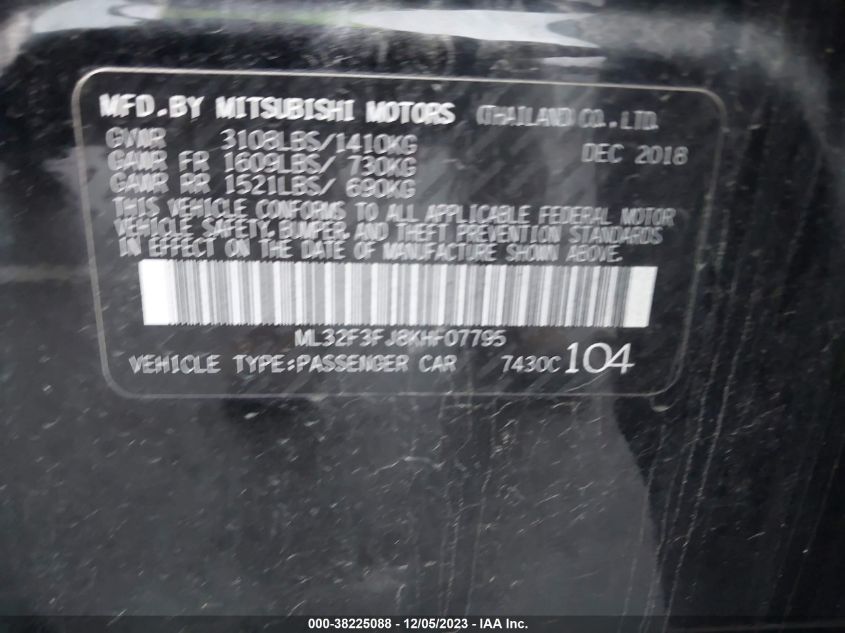 MFD.BY MITSUBISHI MOTORS (THAILAND CO., LTD.
GVWR 3108LBS/1410KG DEC 2018
GAWR FR 1609LBS/ 730KG
GAWR RR 1521LBS/ 690KG
THIS VEHICLE CONFORMS TO ALL APPLICABLE FEDERAL MOTOR
VEHICLE SAFETY, BUMPER, AND THEFT PREVENTION STANDARDS
IN EFFECT ON THE DATE OF MANUFACTURE SHOWN ABOVE.
ML32F3FJ8KHF07795
VEHICLE TYPE:PASSENGER CAR 7430C 104
000-38225088 - 12/05/2023 - IAA Inc.